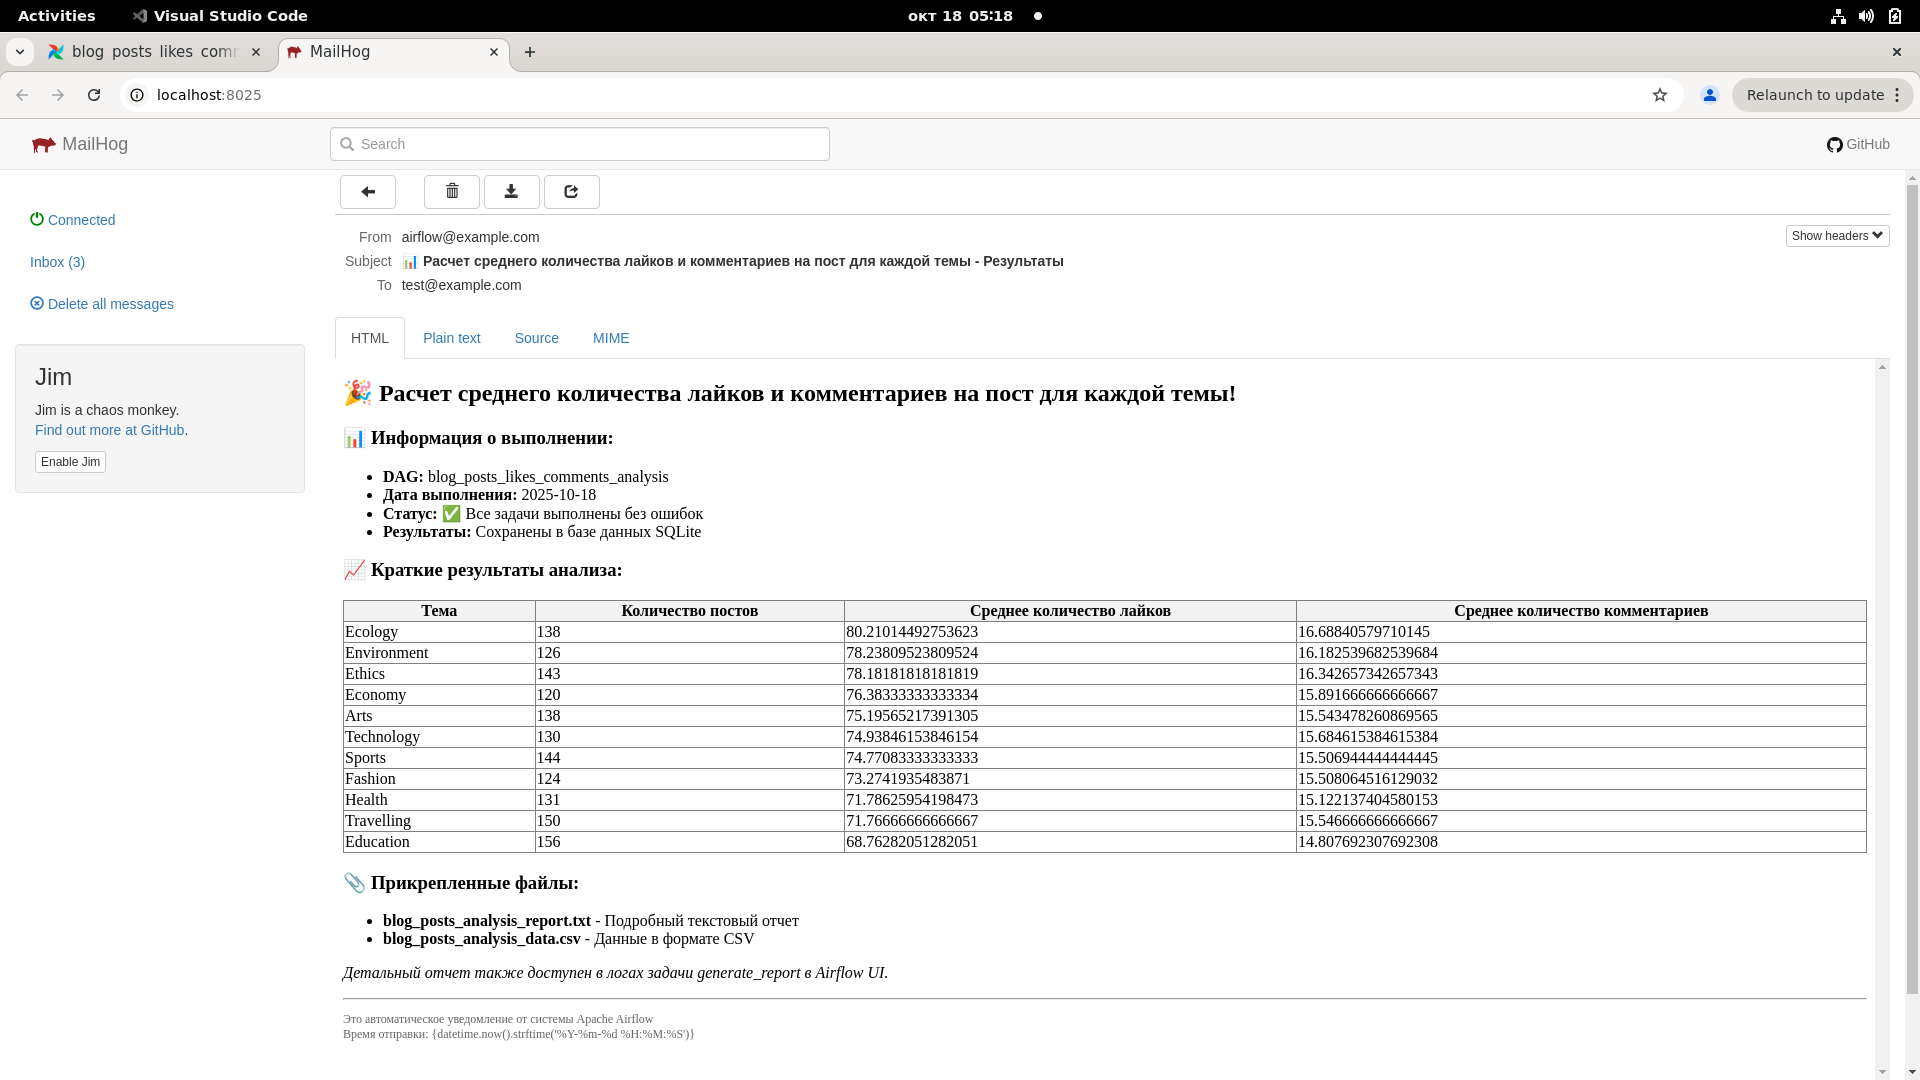 Activities Visual Studio Code окт 18 05:18
blog posts likes com MailHog
localhost:8025 Relaunch to update
MailHog Search GitHub
Connected
Inbox (3)
Delete all messages
Jim
Jim is a chaos monkey.
Find out more at GitHub.
Enable Jim
From airflow@example.com Show headers
Subject 📊 Расчет среднего количества лайков и комментариев на пост для каждой темы - Результаты
To test@example.com
HTML Plain text Source MIME
🎉 Расчет среднего количества лайков и комментариев на пост для каждой темы!
📊 Информация о выполнении:
• DAG: blog_posts_likes_comments_analysis
• Дата выполнения: 2025-10-18
• Статус: ✅ Все задачи выполнены без ошибок
• Результаты: Сохранены в базе данных SQLite
📈 Краткие результаты анализа:
Тема Количество постов Среднее количество лайков Среднее количество комментариев
Ecology 138 80.21014492753623 16.68840579710145
Environment 126 78.23809523809524 16.182539682539684
Ethics 143 78.18181818181819 16.342657342657343
Economy 120 76.38333333333334 15.891666666666667
Arts 138 75.19565217391305 15.543478260869565
Technology 130 74.93846153846154 15.684615384615384
Sports 144 74.77083333333333 15.506944444444445
Fashion 124 73.2741935483871 15.508064516129032
Health 131 71.78625954198473 15.122137404580153
Travelling 150 71.76666666666667 15.546666666666667
Education 156 68.76282051282051 14.807692307692308
📎 Прикрепленные файлы:
• blog_posts_analysis_report.txt - Подробный текстовый отчет
• blog_posts_analysis_data.csv - Данные в формате CSV
Детальный отчет также доступен в логах задачи generate_report в Airflow UI.
Это автоматическое уведомление от системы Apache Airflow
Время отправки: {datetime.now().strftime('%Y-%m-%d %H:%M:%S')}